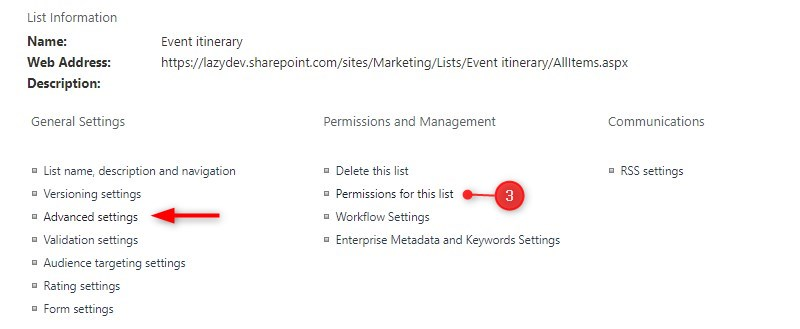 List Information
Name: Event itinerary
Web Address: https://lazydev.sharepoint.com/sites/Marketing/Lists/Event itinerary/AllItems.aspx
Description:
General Settings
List name, description and navigation
Versioning settings
Advanced settings
Validation settings
Audience targeting settings
Rating settings
Form settings
Permissions and Management
Delete this list
Permissions for this list 3
Workflow Settings
Enterprise Metadata and Keywords Settings
Communications
RSS settings